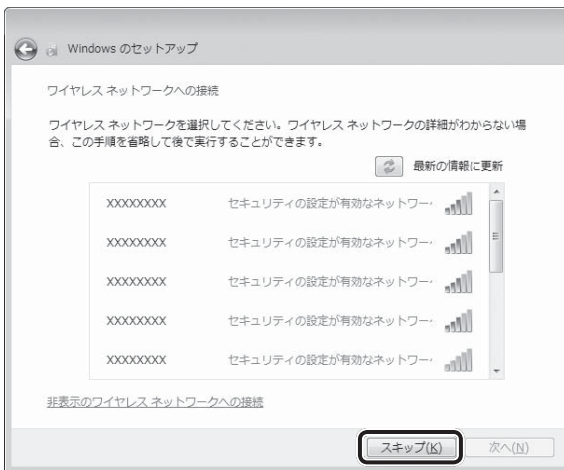 Windows のセットアップ
ワイヤレス ネットワークへの接続
ワイヤレス ネットワークを選択してください。ワイヤレス ネットワークの詳細がわからない場
合、この手順を省略して後で実行することができます。
最新の情報に更新
XXXXXXXX セキュリティの設定が有効なネットワー
XXXXXXXX セキュリティの設定が有効なネットワー
XXXXXXXX セキュリティの設定が有効なネットワー
XXXXXXXX セキュリティの設定が有効なネットワー
XXXXXXXX セキュリティの設定が有効なネットワー
非表示のワイヤレス ネットワークへの接続
スキップ(K) 次へ(N)